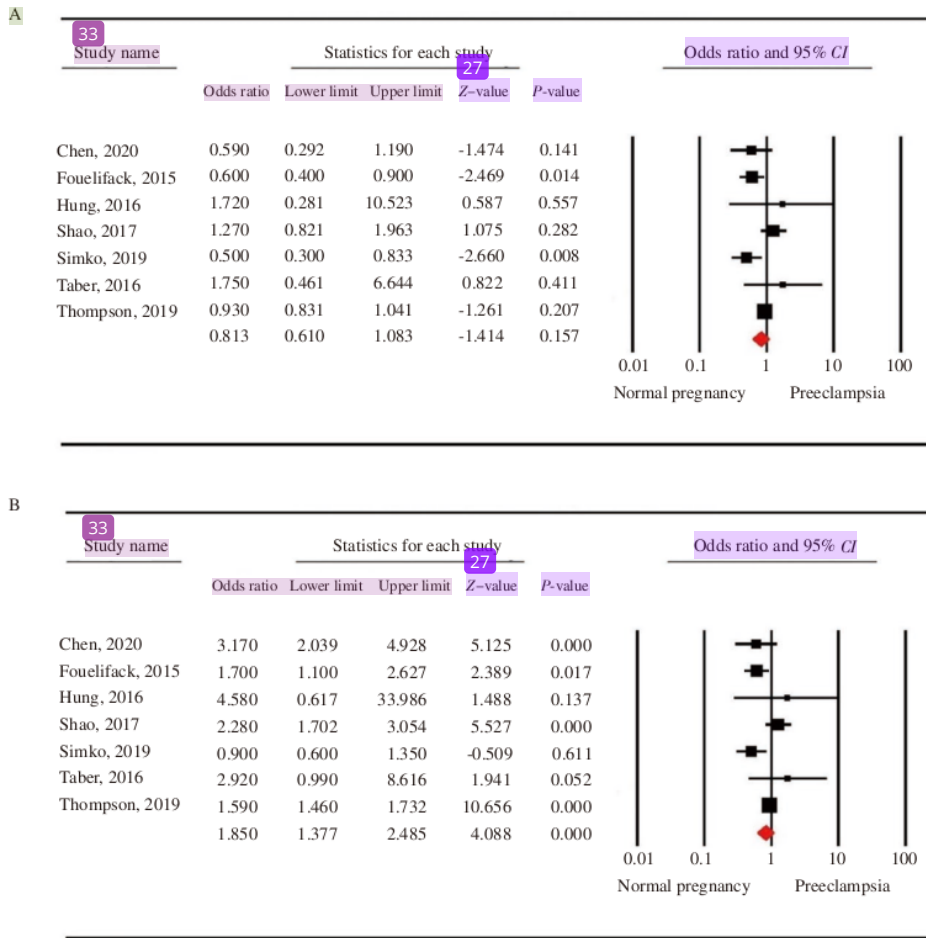 A
33
Study name Statistics for each study Odds ratio and 95% CI
27
Odds ratio Lower limit Upper limit Z–value P-value
Chen, 2020 0.590 0.292 1.190 -1.474 0.141
Fouelifack, 2015 0.600 0.400 0.900 -2.469 0.014
Hung, 2016 1.720 0.281 10.523 0.587 0.557
Shao, 2017 1.270 0.821 1.963 1.075 0.282
Simko, 2019 0.500 0.300 0.833 -2.660 0.008
Taber, 2016 1.750 0.461 6.644 0.822 0.411
Thompson, 2019 0.930 0.831 1.041 -1.261 0.207
0.813 0.610 1.083 -1.414 0.157
0.01 0.1 1 10 100
Normal pregnancy Preeclampsia
B
33
Study name Statistics for each study Odds ratio and 95% CI
27
Odds ratio Lower limit Upper limit Z–value P-value
Chen, 2020 3.170 2.039 4.928 5.125 0.000
Fouelifack, 2015 1.700 1.100 2.627 2.389 0.017
Hung, 2016 4.580 0.617 33.986 1.488 0.137
Shao, 2017 2.280 1.702 3.054 5.527 0.000
Simko, 2019 0.900 0.600 1.350 -0.509 0.611
Taber, 2016 2.920 0.990 8.616 1.941 0.052
Thompson, 2019 1.590 1.460 1.732 10.656 0.000
1.850 1.377 2.485 4.088 0.000
0.01 0.1 1 10 100
Normal pregnancy Preeclampsia